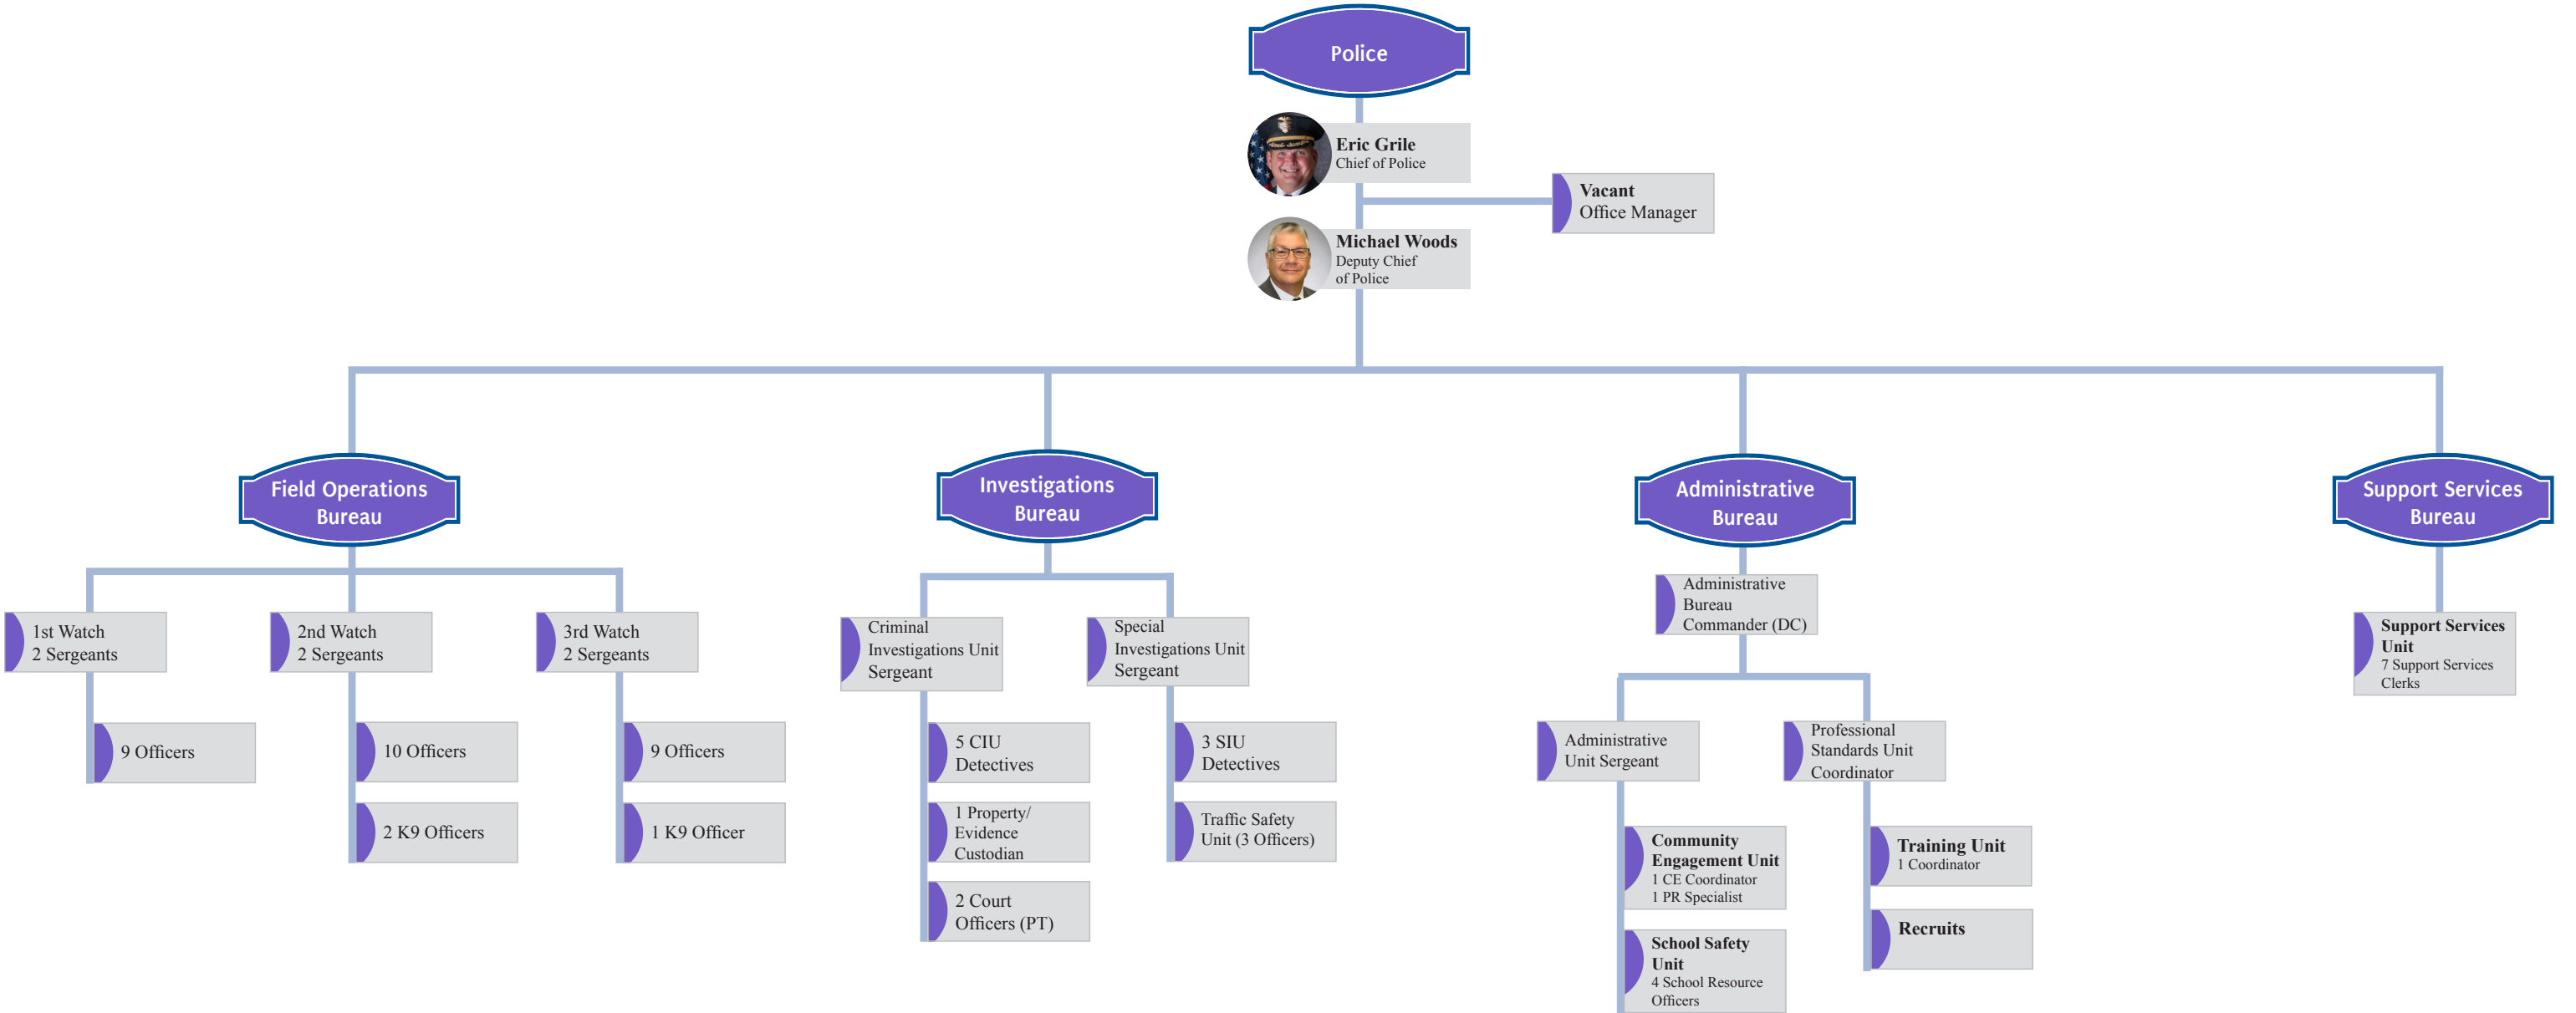 Police
Eric Grile
Chief of Police
Vacant
Office Manager
Michael Woods
Deputy Chief
of Police
Field Operations
Bureau
Investigations
Bureau
Administrative
Bureau
Support Services
Bureau
1st Watch
2 Sergeants
2nd Watch
2 Sergeants
3rd Watch
2 Sergeants
9 Officers
10 Officers
9 Officers
2 K9 Officers
1 K9 Officer
Criminal
Investigations Unit
Sergeant
Special
Investigations Unit
Sergeant
5 CIU
Detectives
3 SIU
Detectives
1 Property/
Evidence
Custodian
Traffic Safety
Unit (3 Officers)
2 Court
Officers (PT)
Administrative
Bureau
Commander (DC)
Administrative
Unit Sergeant
Professional
Standards Unit
Coordinator
Community
Engagement Unit
1 CE Coordinator
1 PR Specialist
Training Unit
1 Coordinator
School Safety
Unit
4 School Resource
Officers
Recruits
Support Services
Unit
7 Support Services
Clerks